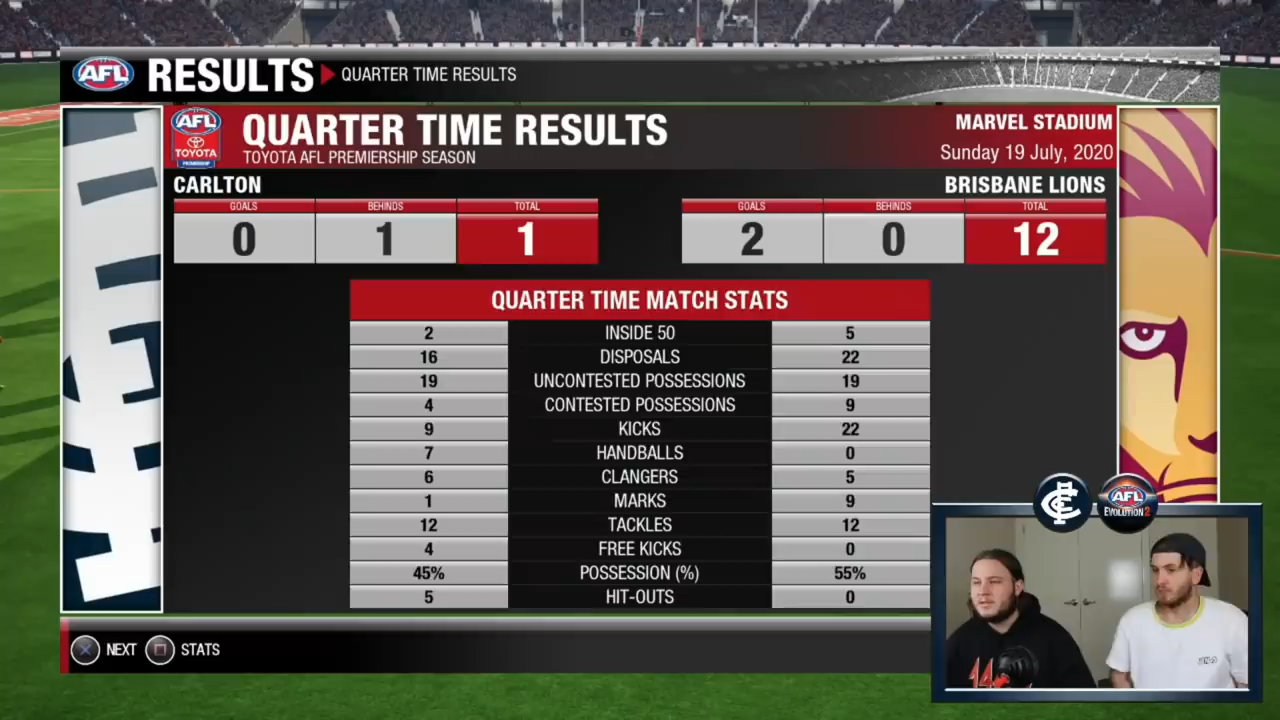 AFL RESULTS QUARTER TIME RESULTS
AFL
TOYOTA
PREMIERSHIP
QUARTER TIME RESULTS
TOYOTA AFL PREMIERSHIP SEASON
MARVEL STADIUM
Sunday 19 July, 2020
CARLTON
BRISBANE LIONS
GOALS BEHINDS TOTAL
GOALS BEHINDS TOTAL
0 1 1
2 0 12
QUARTER TIME MATCH STATS
2 INSIDE 50 5
16 DISPOSALS 22
19 UNCONTESTED POSSESSIONS 19
4 CONTESTED POSSESSIONS 9
9 KICKS 22
7 HANDBALLS 0
6 CLANGERS 5
1 MARKS 9
12 TACKLES 12
4 FREE KICKS 0
45% POSSESSION (%) 55%
5 HIT-OUTS 0
NEXT STATS
CFC
AFL
EVOLUTION 2
44